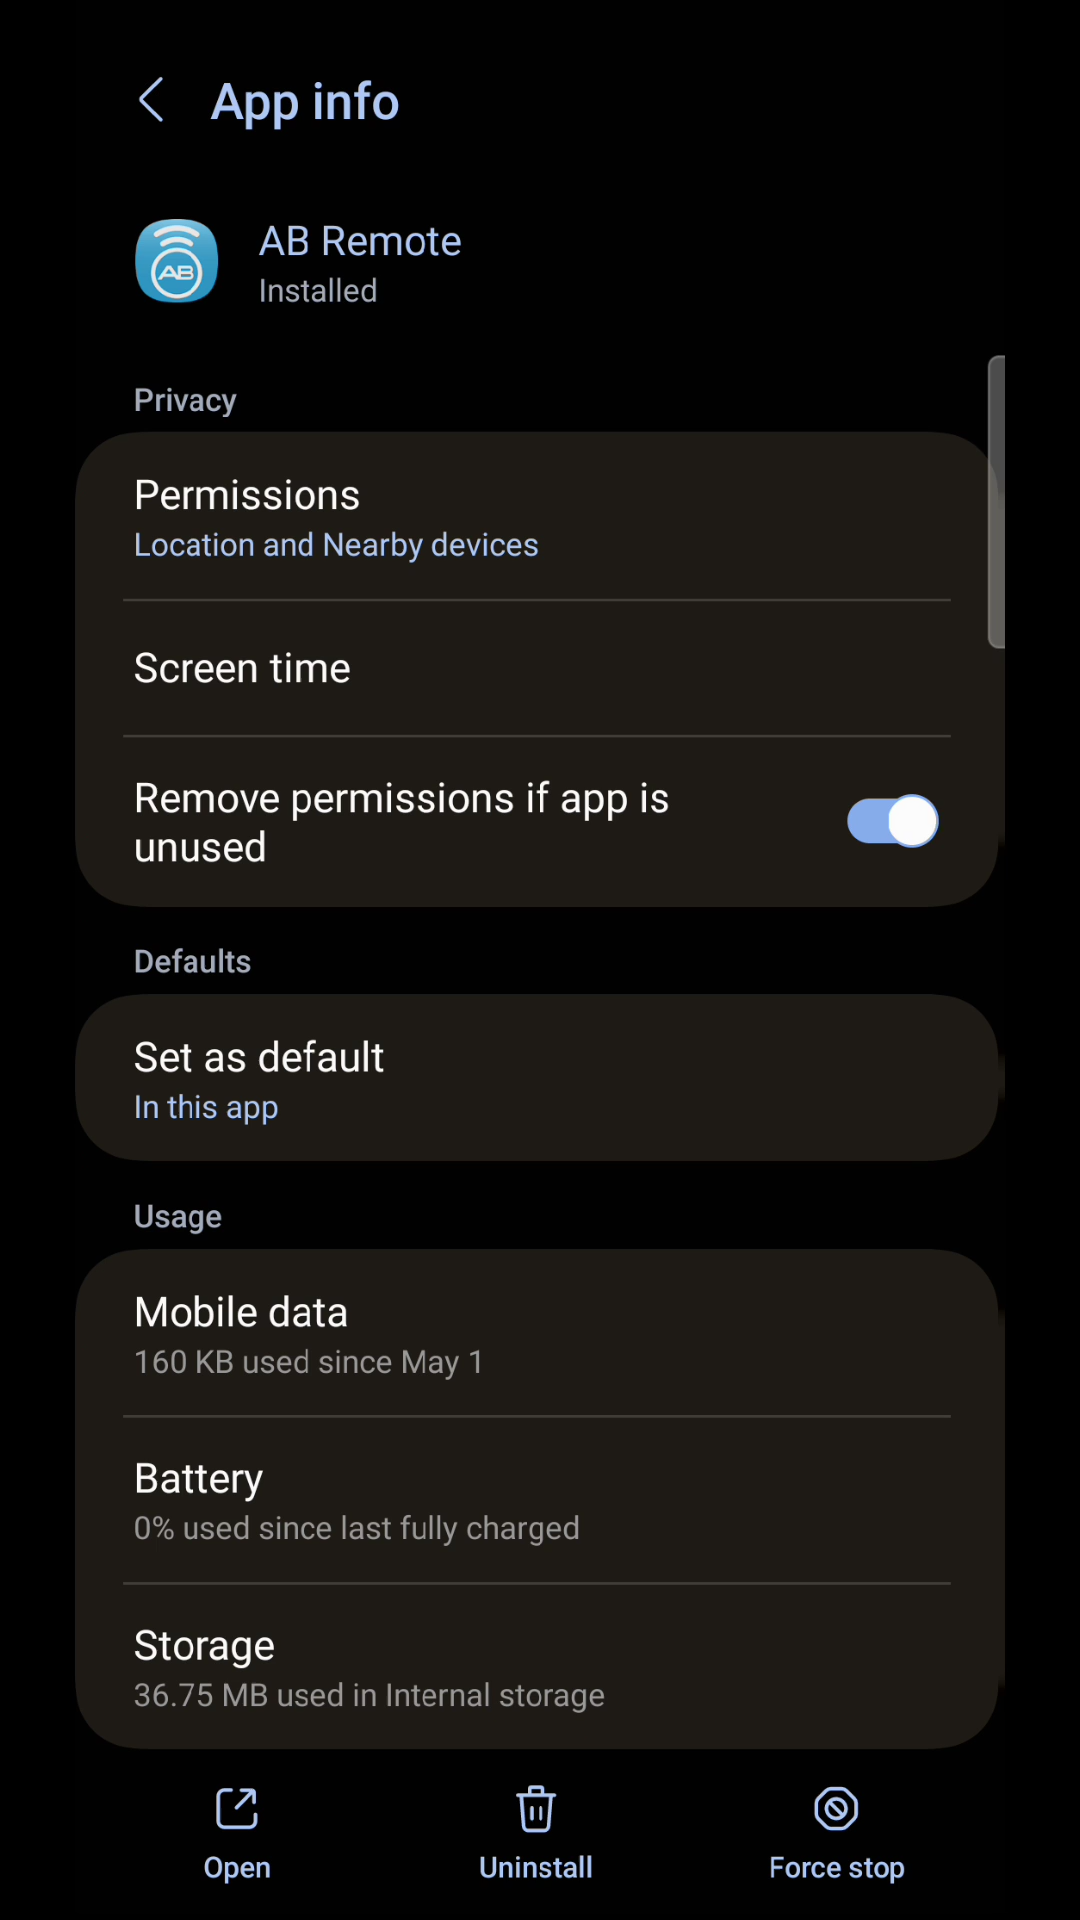 App info
AB
AB Remote
Installed
Privacy
Permissions
Location and Nearby devices
Screen time
Remove permissions if app is
unused
Defaults
Set as default
In this app
Usage
Mobile data
160 KB used since May 1
Battery
0% used since last fully charged
Storage
36.75 MB used in Internal storage
Open
Uninstall
Force stop